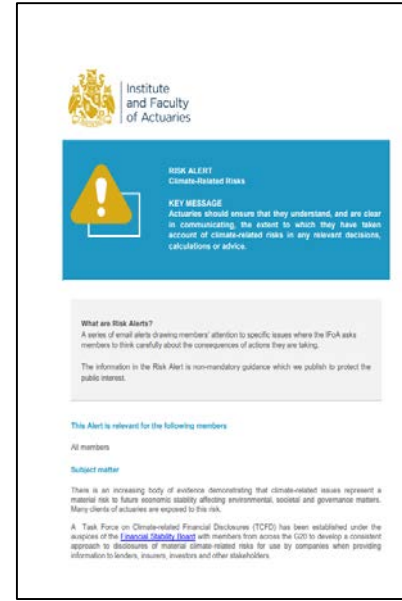 Institute
and Faculty
of Actuaries
RISK ALERT
Climate-Related Risks
KEY MESSAGE
Actuaries should ensure that they understand, and are clear
in communicating, the extent to which they have taken
account of climate-related risks in any relevant decisions,
calculations or advice.
What are Risk Alerts?
A series of email alerts drawing members' attention to specific issues where the IFoA asks
members to think carefully about the consequences of actions they are taking.
The information in the Risk Alert is non-mandatory guidance which we publish to protect the
public interest.
This Alert is relevant for the following members
All members
Subject matter
There is an increasing body of evidence demonstrating that climate-related issues represent a
material risk to future economic stability affecting environmental, societal and governance matters.
Many clients of actuaries are exposed to this risk.
A Task Force on Climate-related Financial Disclosures (TCFD) has been established under the
auspices of the Financial Stability Board with members from across the G20 to develop a consistent
approach to disclosures of material climate-related risks for use by companies when providing
information to lenders, insurers, investors and other stakeholders.